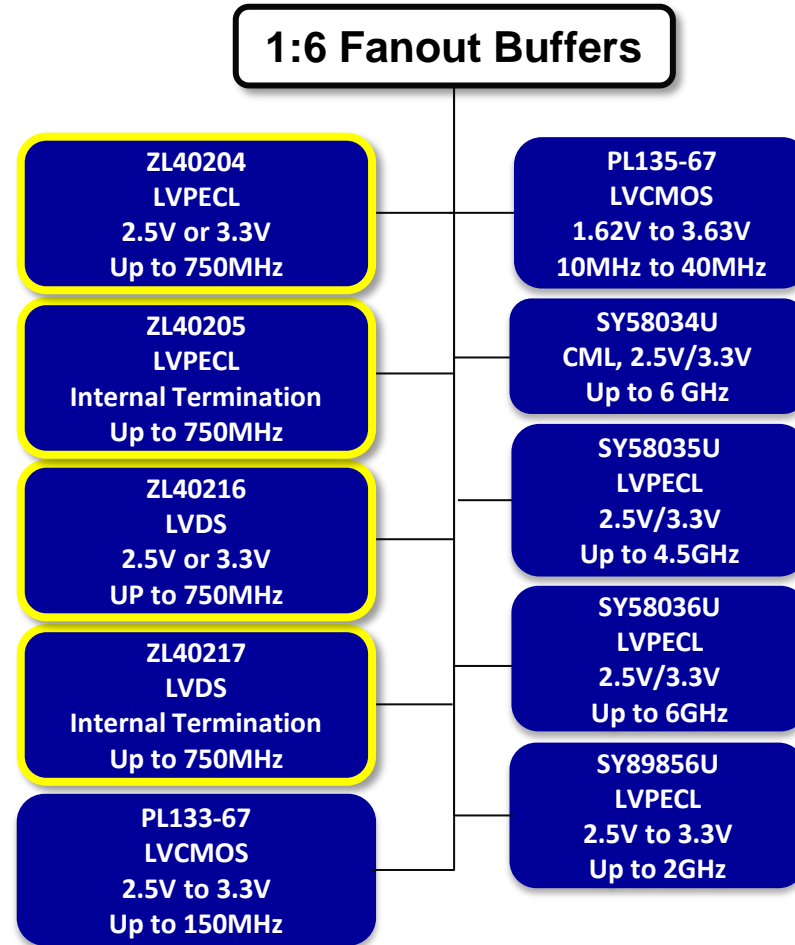 1:6 Fanout Buffers
ZL40204
LVPECL
2.5V or 3.3V
Up to 750MHz
ZL40205
LVPECL
Internal Termination
Up to 750MHz
ZL40216
LVDS
2.5V or 3.3V
UP to 750MHz
ZL40217
LVDS
Internal Termination
Up to 750MHz
PL133-67
LVCMOS
2.5V to 3.3V
Up to 150MHz
PL135-67
LVCMOS
1.62V to 3.63V
10MHz to 40MHz
SY58034U
CML, 2.5V/3.3V
Up to 6 GHz
SY58035U
LVPECL
2.5V/3.3V
Up to 4.5GHz
SY58036U
LVPECL
2.5V/3.3V
Up to 6GHz
SY89856U
LVPECL
2.5V to 3.3V
Up to 2GHz